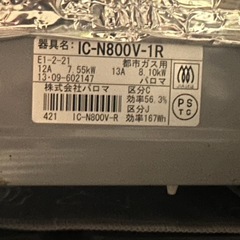 器具名: IC-N800V-1R
E1-2-21 都市ガス用
12A 7.55kW 13A 8.10kW
13・09-602147 パロマ
株式会社パロマ 区分C
効率56.3%
区分J
421 IC-N800V-R 効率167Wh
PS
TG